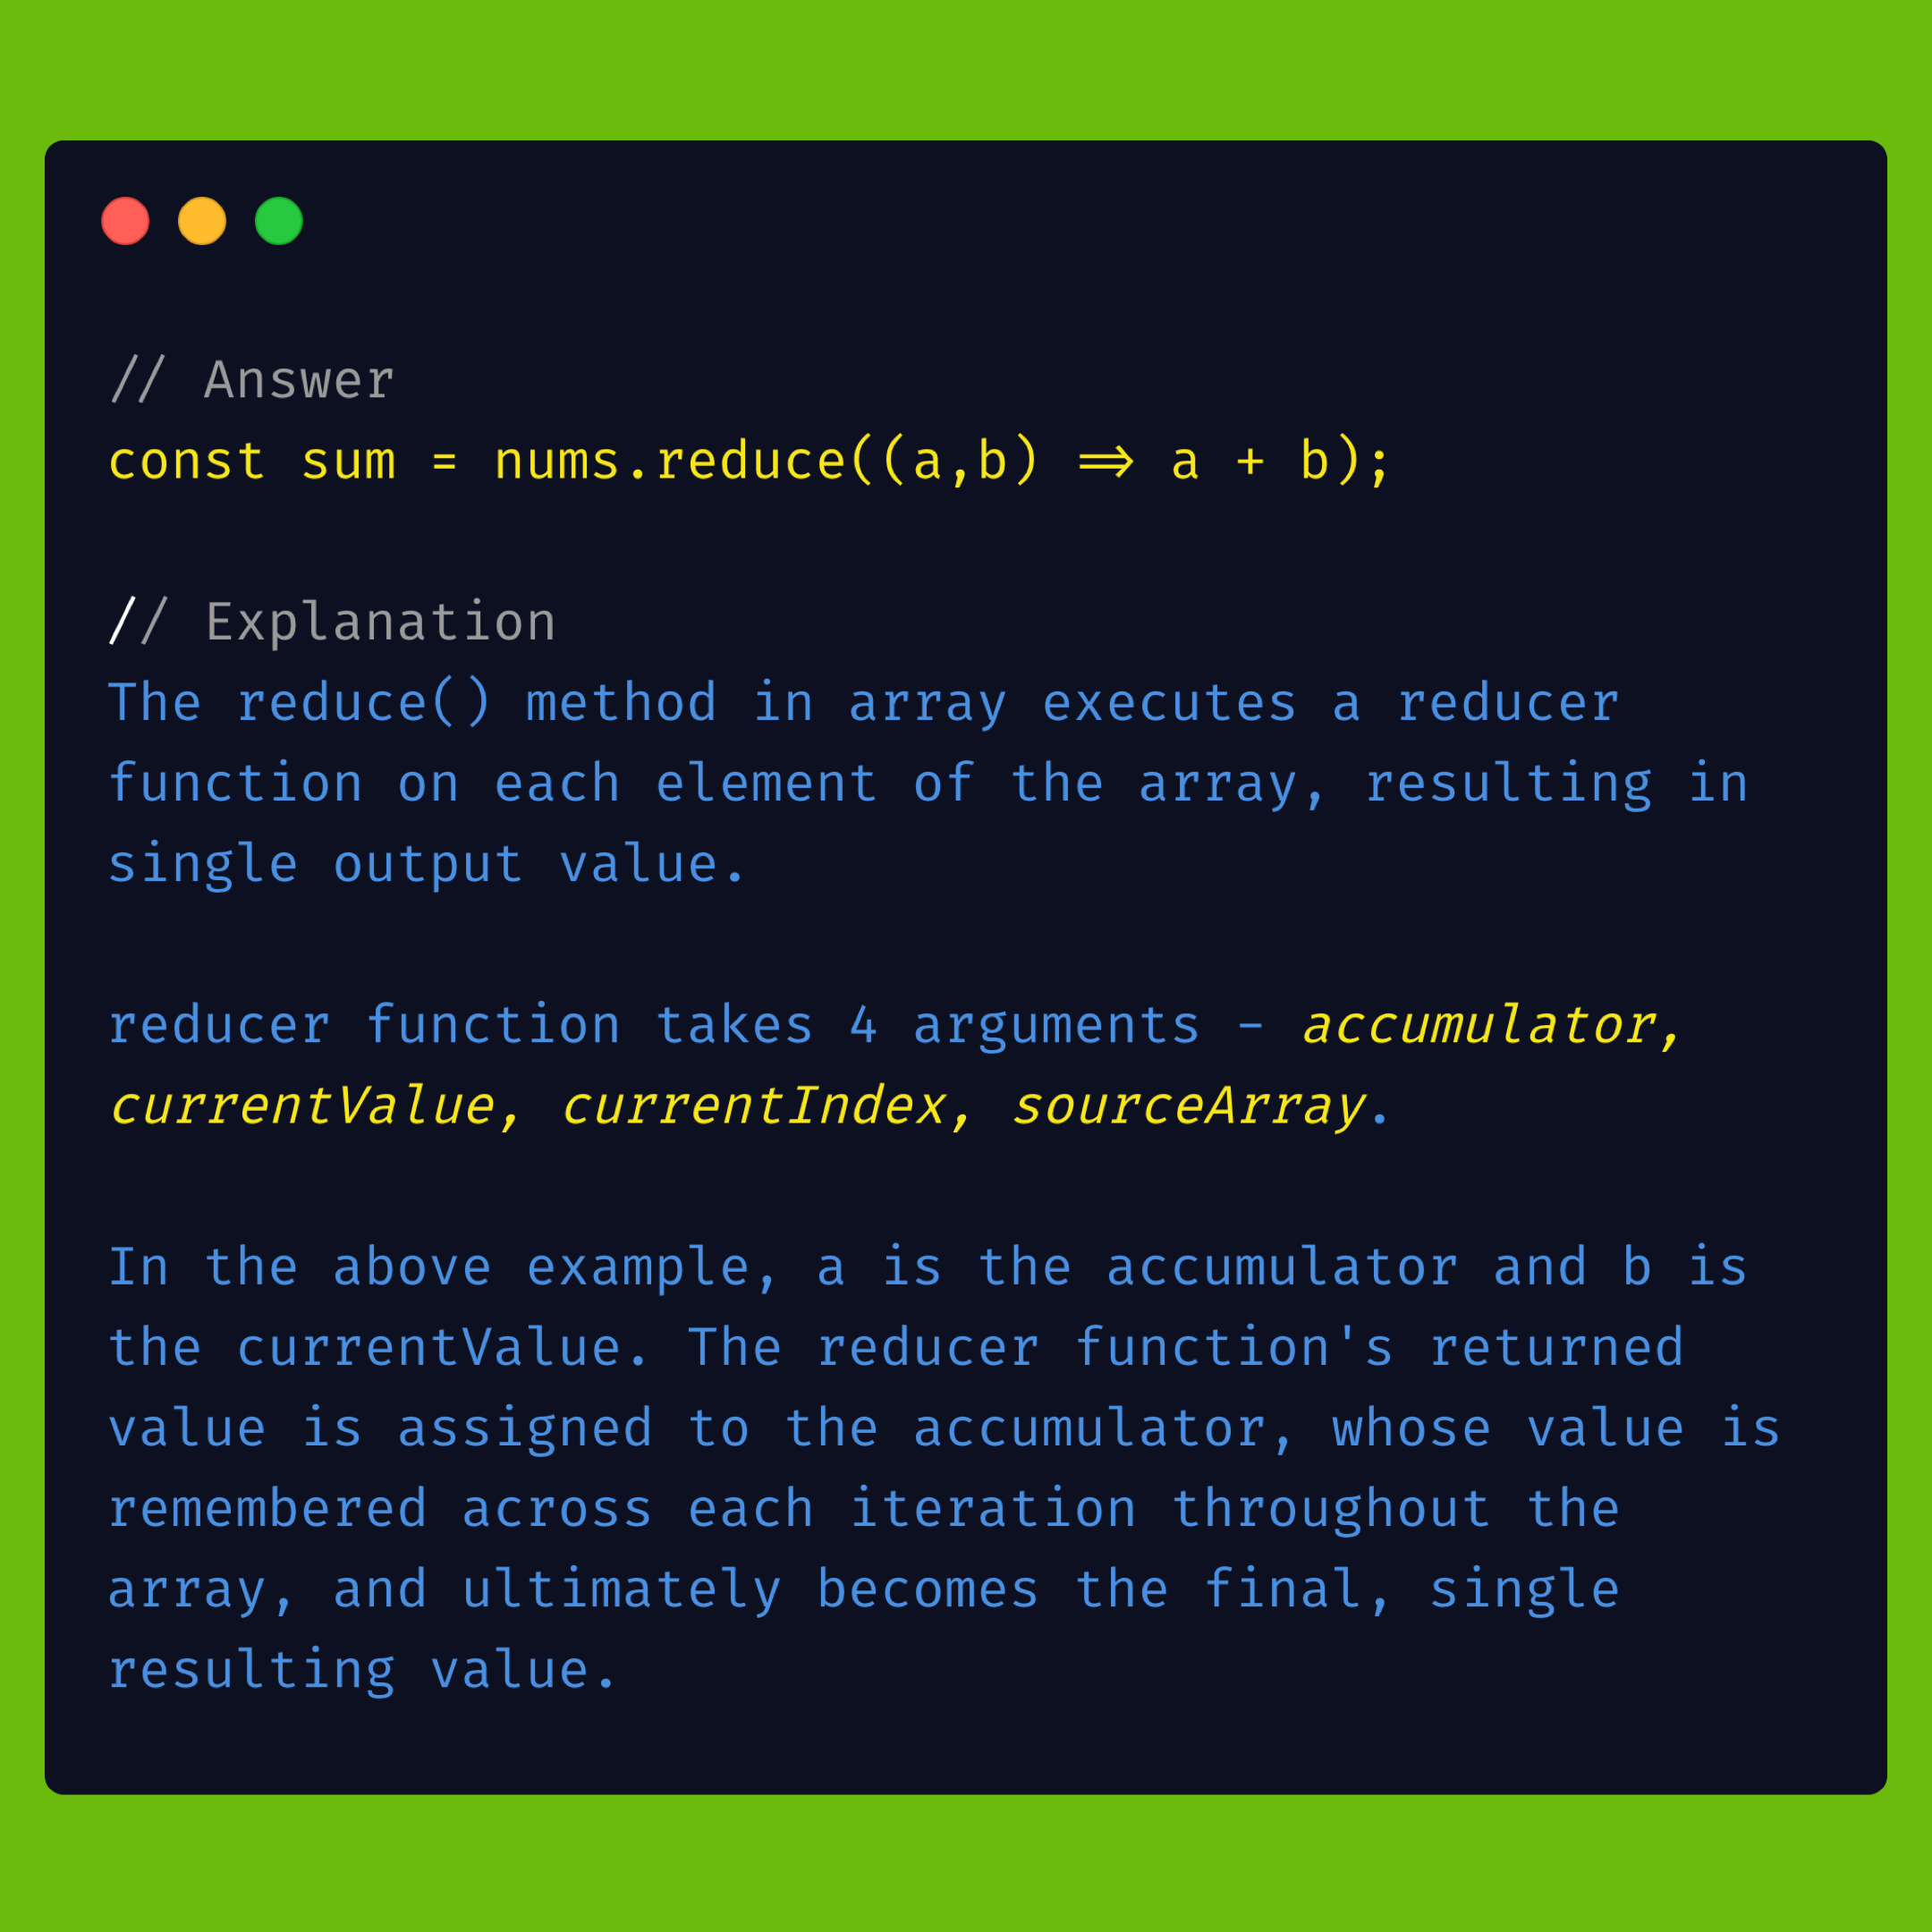 // Answer
const sum = nums.reduce((a,b) => a + b);
// Explanation
The reduce() method in array executes a reducer
function on each element of the array, resulting in
single output value.
reducer function takes 4 arguments - accumulator,
currentValue, currentIndex, sourceArray.
In the above example, a is the accumulator and b is
the currentValue. The reducer function's returned
value is assigned to the accumulator, whose value is
remembered across each iteration throughout the
array, and ultimately becomes the final, single
resulting value.